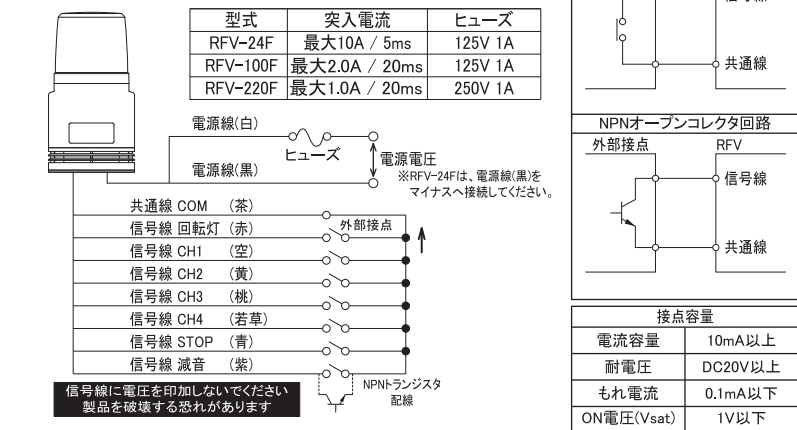 型式 突入電流 ヒューズ
RFV-24F 最大10A / 5ms 125V 1A
RFV-100F 最大2.0A / 20ms 125V 1A
RFV-220F 最大1.0A / 20ms 250V 1A
電源線(白)
ヒューズ
電源線(黒)
電源電圧
※RFV-24Fは、電源線(黒)を
マイナスへ接続してください。
共通線 COM (茶)
信号線 回転灯 (赤)
外部接点
信号線 CH1 (空)
信号線 CH2 (黄)
信号線 CH3 (桃)
信号線 CH4 (若草)
信号線 STOP (青)
信号線 減音 (紫)
信号線に電圧を印加しないでください
製品を破壊する恐れがあります
NPNトランジスタ
配線
共通線
NPNオープンコレクタ回路
外部接点 RFV
信号線
共通線
接点容量
電流容量 10mA以上
耐電圧 DC20V以上
もれ電流 0.1mA以下
ON電圧(Vsat) 1V以下